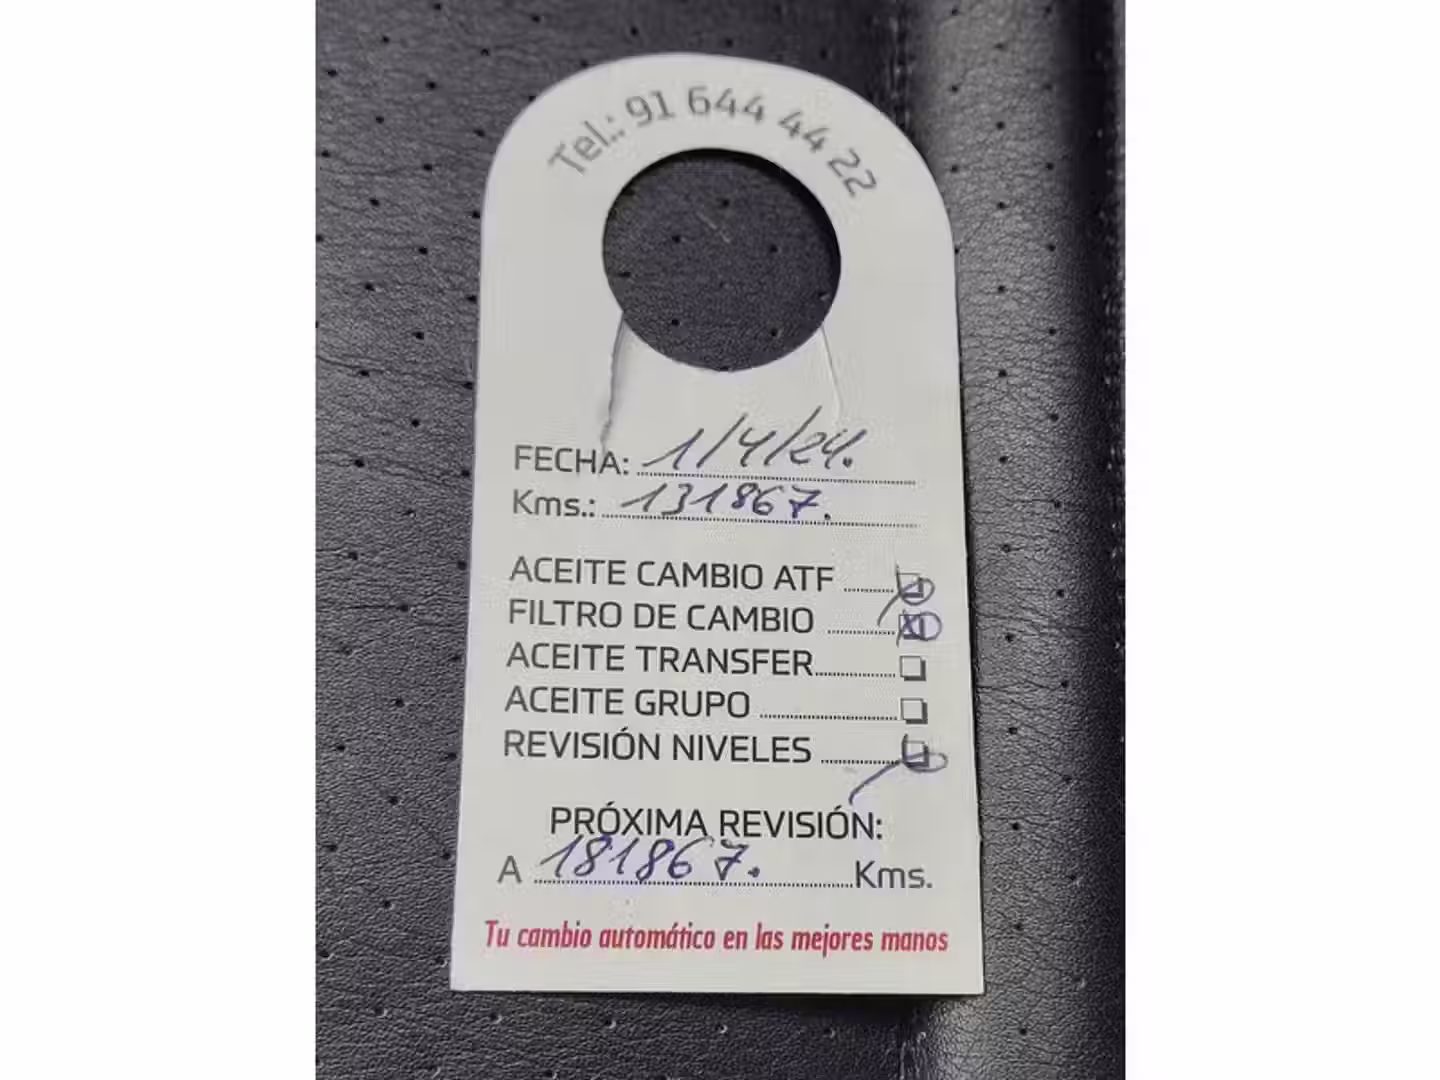 Tel.: 91 644 44 22
FECHA: 1/4/24.
Kms.: 131867.
ACEITE CAMBIO ATF
FILTRO DE CAMBIO
ACEITE TRANSFER
ACEITE GRUPO
REVISIÓN NIVELES
PRÓXIMA REVISIÓN:
A 181867. Kms.
Tu cambio automático en las mejores manos